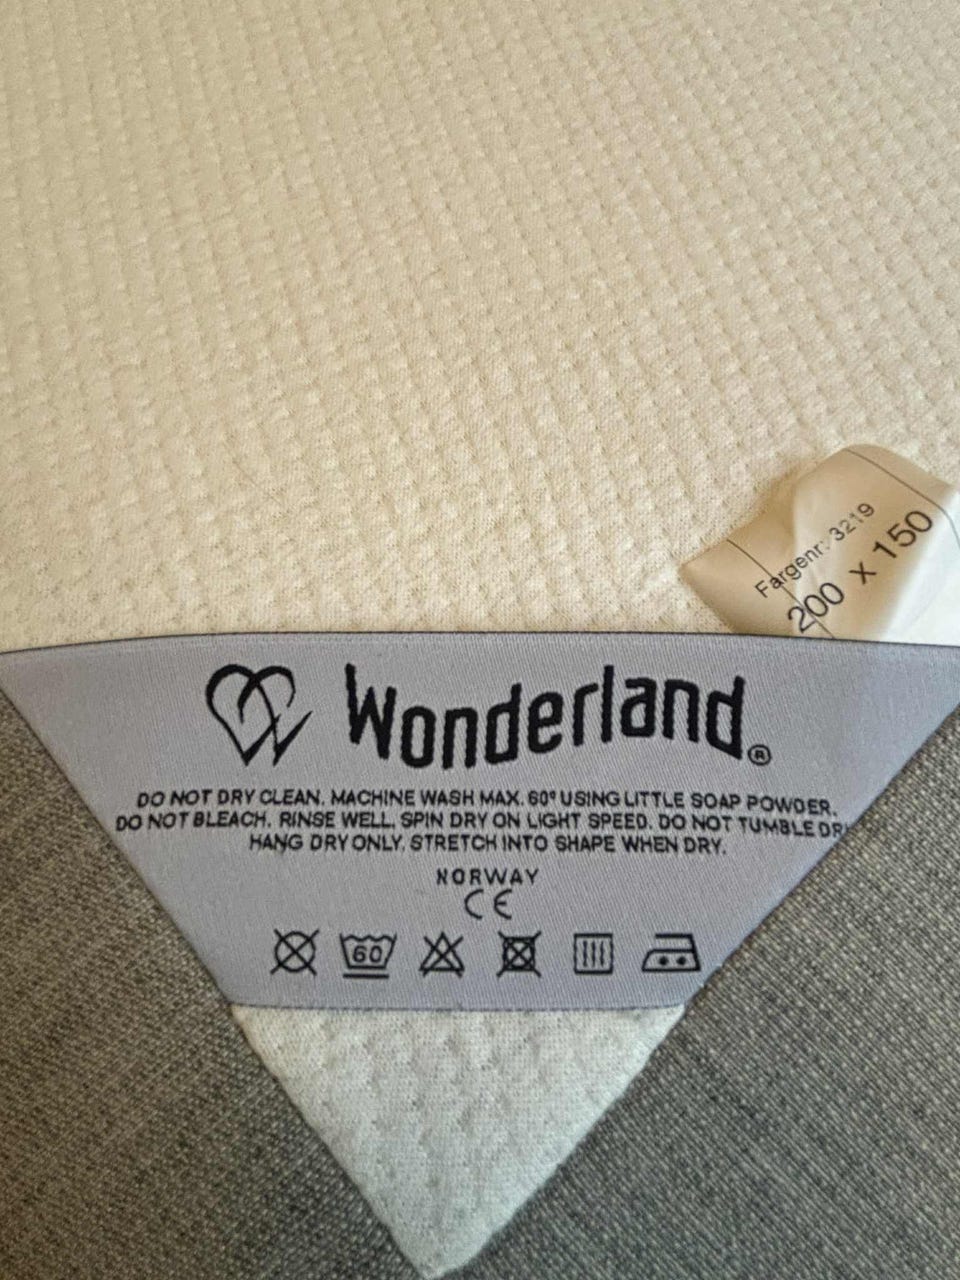 Fargenr: 3219
200 x 150
Wonderland®
DO NOT DRY CLEAN. MACHINE WASH MAX. 60° USING LITTLE SOAP POWDER.
DO NOT BLEACH. RINSE WELL. SPIN DRY ON LIGHT SPEED. DO NOT TUMBLE DR
HANG DRY ONLY. STRETCH INTO SHAPE WHEN DRY.
NORWAY
CE
60